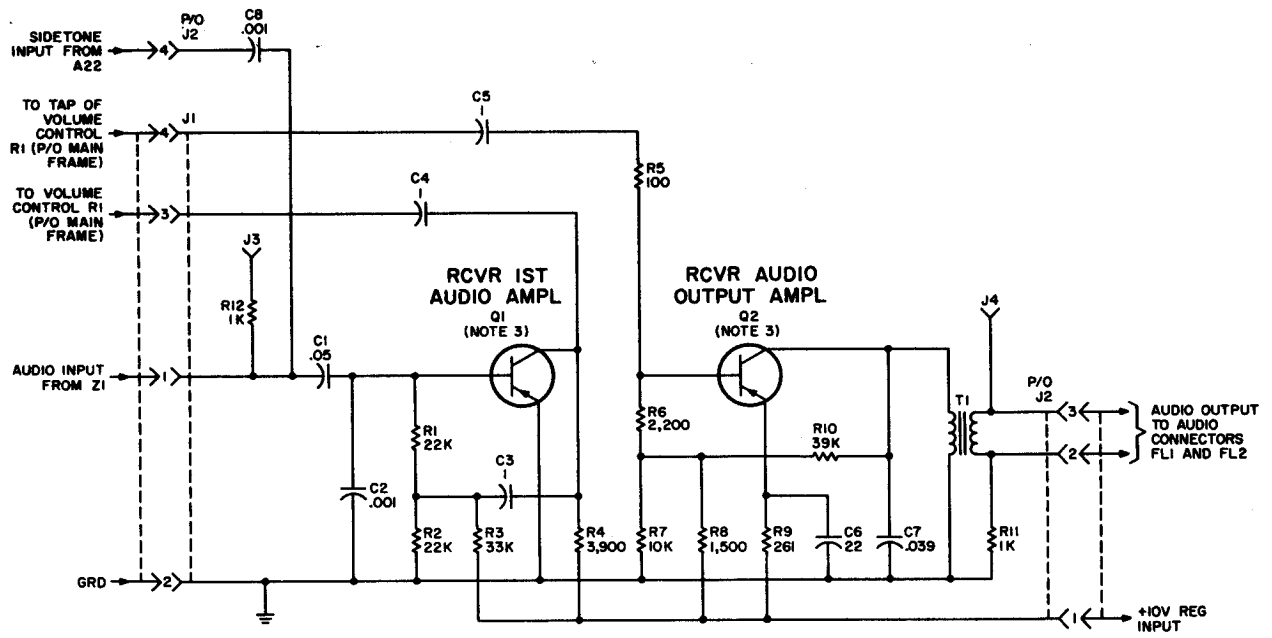 SIDETONE
INPUT FROM
A22
4
P/O
J2
C8
.001
TO TAP OF
VOLUME
CONTROL
R1 (P/O MAIN
FRAME)
4
J1
C5
1
R5
100
TO VOLUME
CONTROL R1
(P/O MAIN
FRAME)
3
C4
1
J3
R12
1K
RCVR 1ST
AUDIO AMPL
Q1
(NOTE 3)
RCVR AUDIO
OUTPUT AMPL
Q2
(NOTE 3)
J4
AUDIO INPUT
FROM Z1
1
C1
.05
R1
22K
R6
2,200
R10
39K
T1
P/O
J2
3
2
AUDIO OUTPUT
TO AUDIO
CONNECTORS
FL1 AND FL2
C2
.001
C3
1
R2
22K
R3
33K
R4
3,900
R7
10K
R8
1,500
R9
261
C6
22
C7
.039
R11
1K
GRD
2
1
+10V REG
INPUT